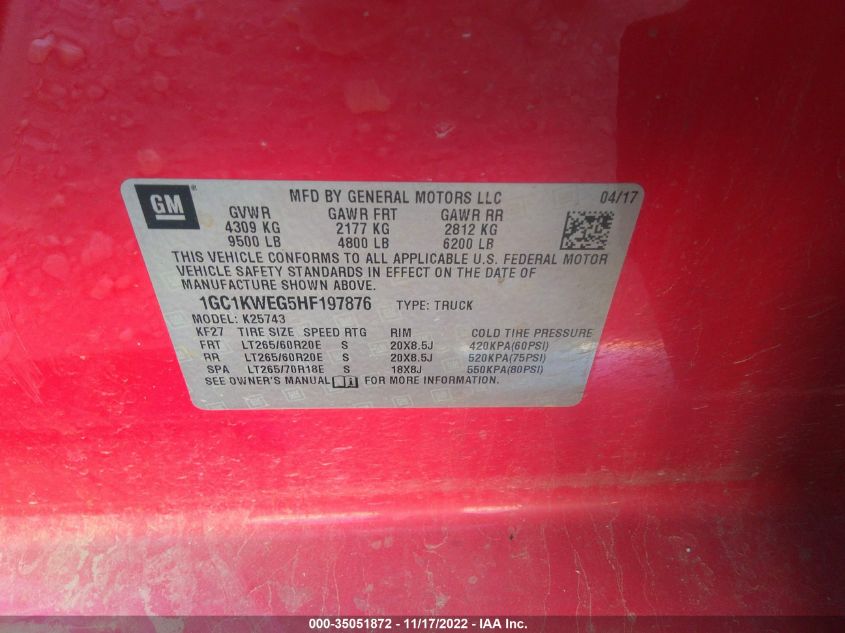 GM ® MFD BY GENERAL MOTORS LLC 04/17
GVWR GAWR FRT GAWR RR
4309 KG 2177 KG 2812 KG
9500 LB 4800 LB 6200 LB
THIS VEHICLE CONFORMS TO ALL APPLICABLE U.S. FEDERAL MOTOR
VEHICLE SAFETY STANDARDS IN EFFECT ON THE DATE OF
MANUFACTURE SHOWN ABOVE.
1GC1KWEG5HF197876 TYPE: TRUCK
MODEL: K25743
KF27 TIRE SIZE SPEED RTG RIM COLD TIRE PRESSURE
FRT LT265/60R20E S 20X8.5J 420KPA(60PSI)
RR LT265/60R20E S 20X8.5J 520KPA(75PSI)
SPA LT265/70R18E S 18X8J 550KPA(80PSI)
SEE OWNER'S MANUAL FOR MORE INFORMATION.
000-35051872 - 11/17/2022 - IAA Inc.